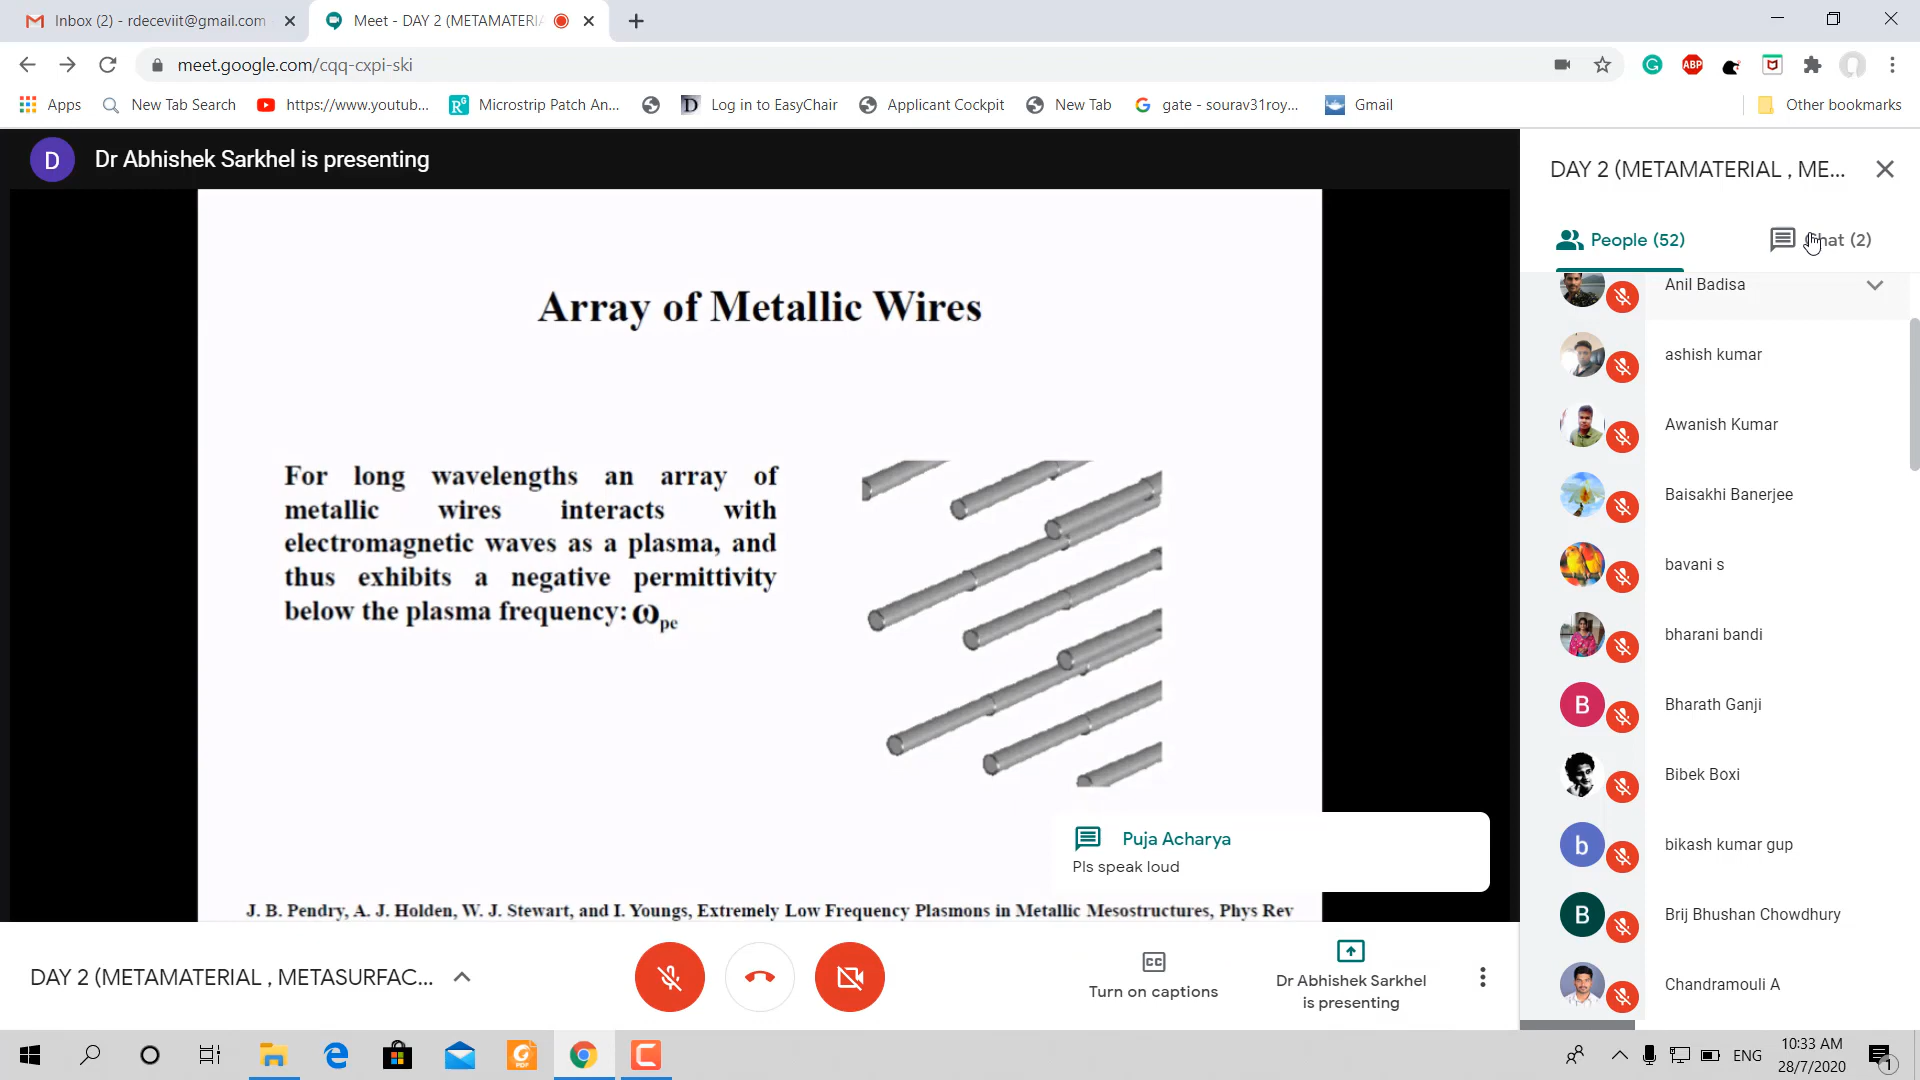 Inbox (2) - rdeceviit@gmail.com
Meet - DAY 2 (METAMATERI
meet.google.com/cqq-cxpi-ski
ABP
Apps
New Tab Search
https://www.youtub...
Microstrip Patch An...
Log in to EasyChair
Applicant Cockpit
New Tab
gate - sourav31roy,...
Gmail
Other bookmarks
D
Dr Abhishek Sarkhel is presenting
Array of Metallic Wires
For long wavelengths an array of
metallic wires interacts with
electromagnetic waves as a plasma, and
thus exhibits a negative permittivity
below the plasma frequency: ωpe
J. B. Pendry, A. J. Holden, W. J. Stewart, and I. Youngs, Extremely Low Frequency Plasmons in Metallic Mesostructures, Phys Rev
Puja Acharya
Pls speak loud
DAY 2 (METAMATERIAL , ME...
People (52)
Chat (2)
Anil Badisa
ashish kumar
Awanish Kumar
Baisakhi Banerjee
bavani s
bharani bandi
B
Bharath Ganji
Bibek Boxi
b
bikash kumar gup
B
Brij Bhushan Chowdhury
Chandramouli A
DAY 2 (METAMATERIAL , METASURFAC...
CC
Turn on captions
Dr Abhishek Sarkhel
is presenting
PDF
ENG
10:33 AM
28/7/2020
1